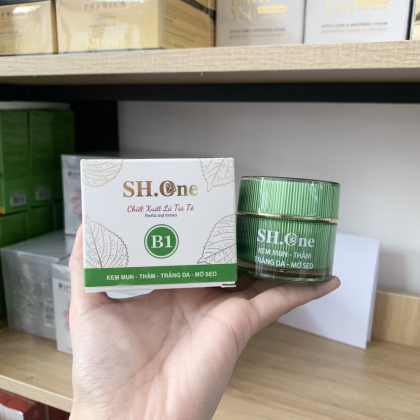 SH.One
Chiết Xuất Lá Tía Tô
Perilla leaf extract
B1
KEM MỤN - THÂM - TRẮNG DA - MỜ SẸO
SH.One
KEM MỤN - THÂM
TRẮNG DA - MỜ SẸO